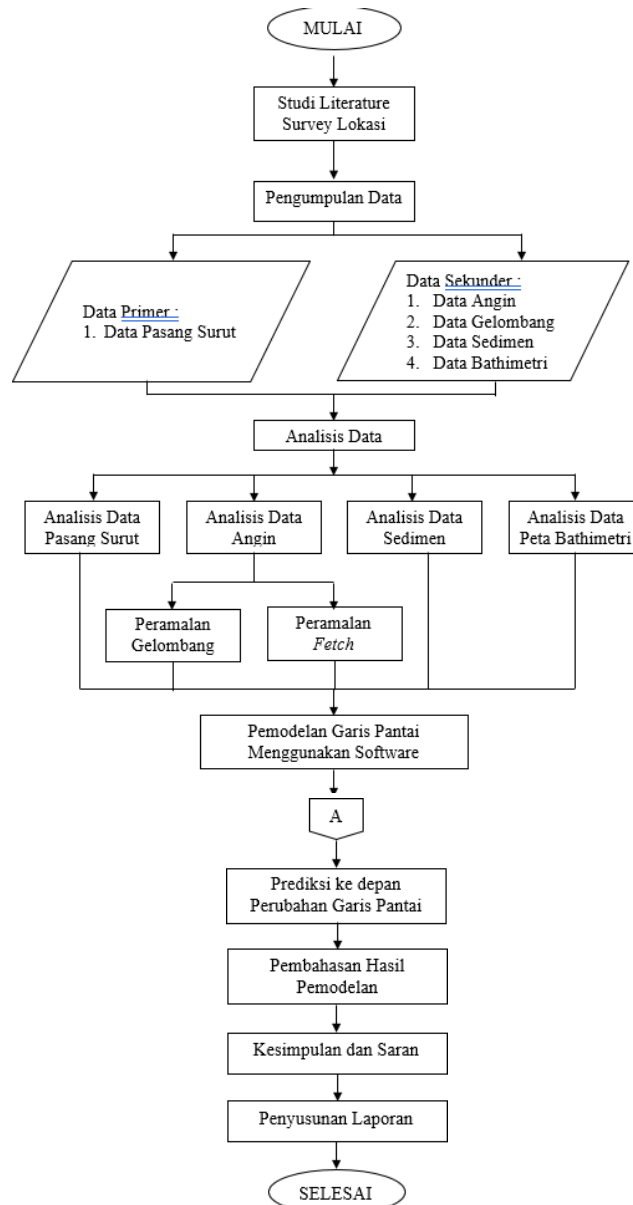 MULAI
Studi Literature
Survey Lokasi
Pengumpulan Data
Data Primer :
1. Data Pasang Surut
Data Sekunder :
1. Data Angin
2. Data Gelombang
3. Data Sedimen
4. Data Bathimetri
Analisis Data
Analisis Data
Pasang Surut
Analisis Data
Angin
Analisis Data
Sedimen
Analisis Data
Peta Bathimetri
Peramalan
Gelombang
Peramalan
Fetch
Pemodelan Garis Pantai
Menggunakan Software
A
Prediksi ke depan
Perubahan Garis Pantai
Pembahasan Hasil
Pemodelan
Kesimpulan dan Saran
Penyusunan Laporan
SELESAI